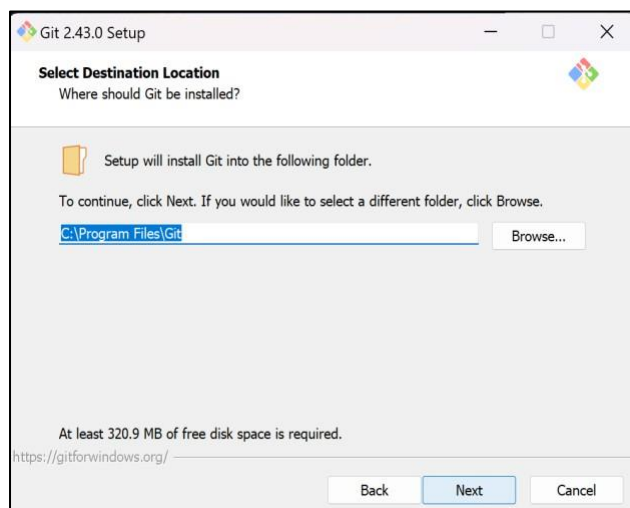 Git 2.43.0 Setup
Select Destination Location
Where should Git be installed?
Setup will install Git into the following folder.
To continue, click Next. If you would like to select a different folder, click Browse.
C:\Program Files\Git
Browse...
At least 320.9 MB of free disk space is required.
https://gitforwindows.org/
Back Next Cancel